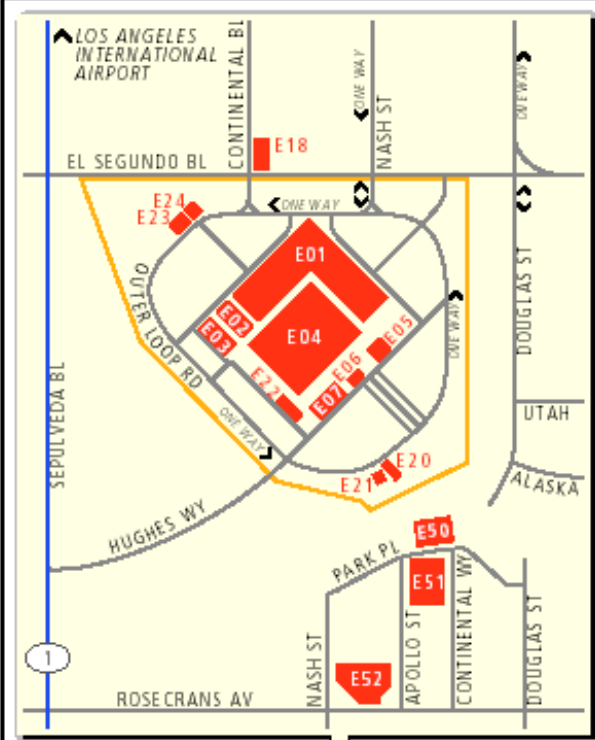 LOS ANGELES
INTERNATIONAL
AIRPORT
CONTINENTAL BL
ONE WAY
NASH ST
ONE WAY
E18
EL SEGUNDO BL
E24
E23
ONE WAY
E01
OUTER LOOP RD
E02
E03
E04
E05
E06
E07
E22
ONE WAY
ONE WAY
DOUGLAS ST
SEPULVEDA BL
UTAH
ALASKA
E20
E21
HUGHES WY
E50
PARK PL
E51
NASH ST
APOLLO ST
CONTINENTAL WY
DOUGLAS ST
1
E52
ROSECRANS AV